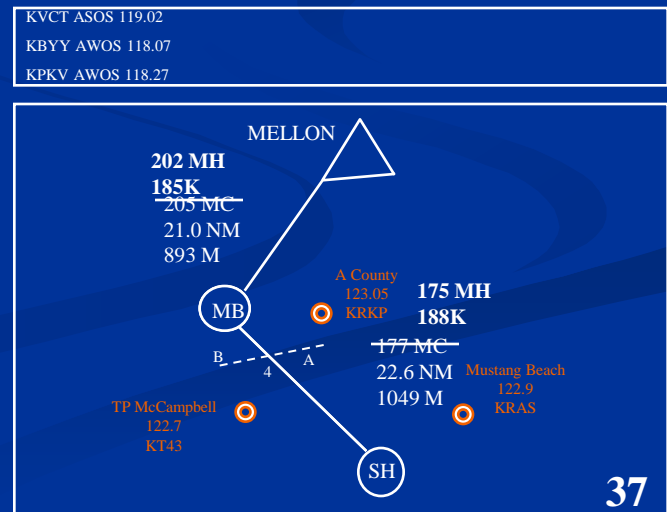 KVCT ASOS 119.02
KBYY AWOS 118.07
KPKV AWOS 118.27
MELLON
202 MH
185K
205 MC
21.0 NM
893 M
A County
123.05
KRKP
175 MH
188K
MB
177 MC
22.6 NM
1049 M
B
4
A
Mustang Beach
122.9
KRAS
TP McCampbell
122.7
KT43
SH
37